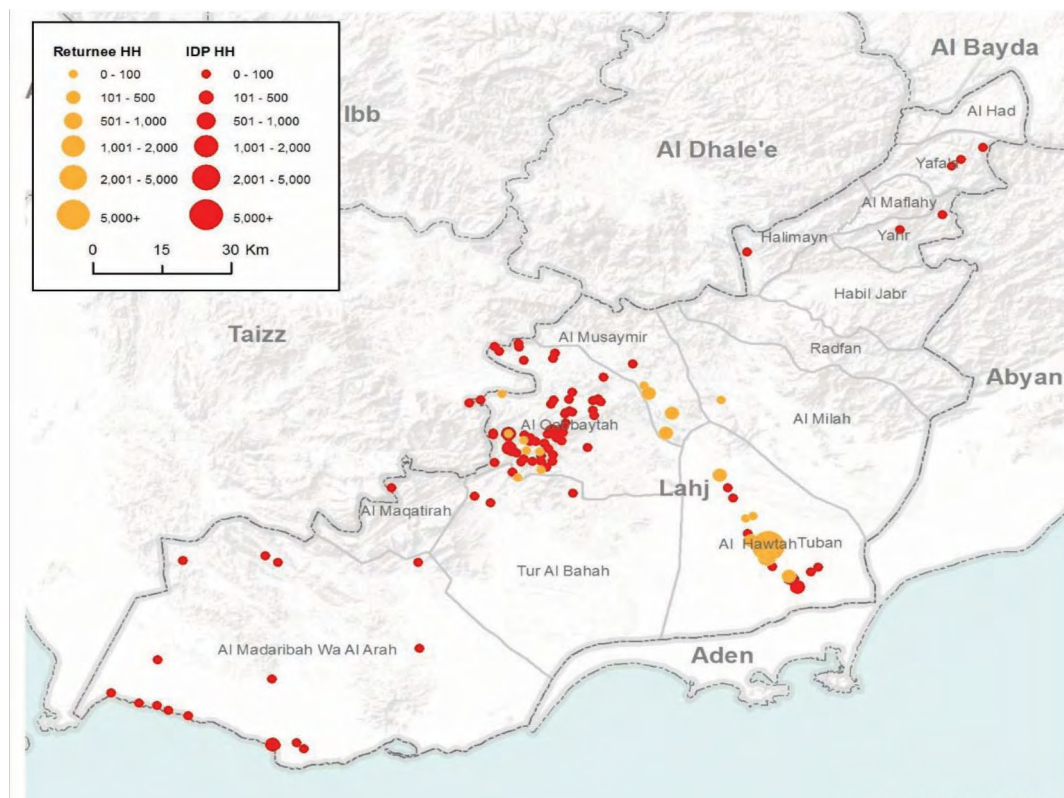 Returnee HH IDP HH
0 - 100 0 - 100
101 - 500 101 - 500
501 - 1,000 501 - 1,000
1,001 - 2,000 1,001 - 2,000
2,001 - 5,000 2,001 - 5,000
5,000+ 5,000+
0 15 30 Km
Al Bayda
Al Had
Ibb
Al Dhale'e
Yafa
Al Maflahy
Halimayn
Yahr
Habil Jabr
Taizz
Al Musaymir
Radfan
Abyan
Al Milah
Al Qabbaytah
Lahj
Al Maqatirah
Al Hawtah
Tuban
Tur Al Bahah
Al Madaribah Wa Al Arah
Aden